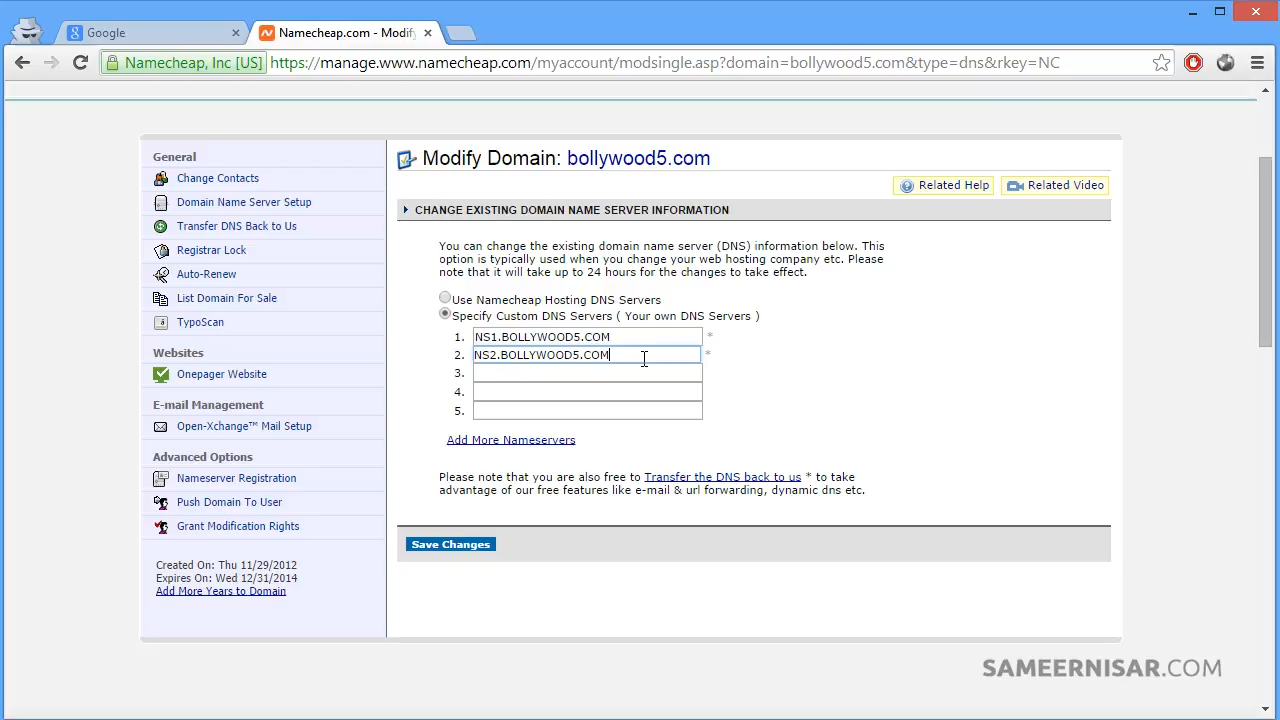 Google
Namecheap.com - Modify
Namecheap, Inc [US] https://manage.www.namecheap.com/myaccount/modsingle.asp?domain=bollywood5.com&type=dns&rkey=NC
General
Change Contacts
Domain Name Server Setup
Transfer DNS Back to Us
Registrar Lock
Auto-Renew
List Domain For Sale
TypoScan
Websites
Onepager Website
E-mail Management
Open-Xchange™ Mail Setup
Advanced Options
Nameserver Registration
Push Domain To User
Grant Modification Rights
Created On: Thu 11/29/2012
Expires On: Wed 12/31/2014
Add More Years to Domain
Modify Domain: bollywood5.com
Related Help
Related Video
CHANGE EXISTING DOMAIN NAME SERVER INFORMATION
You can change the existing domain name server (DNS) information below. This
option is typically used when you change your web hosting company etc. Please
note that it will take up to 24 hours for the changes to take effect.
Use Namecheap Hosting DNS Servers
Specify Custom DNS Servers ( Your own DNS Servers )
1. NS1.BOLLYWOOD5.COM *
2. NS2.BOLLYWOOD5.COM *
3.
4.
5.
Add More Nameservers
Please note that you are also free to Transfer the DNS back to us * to take
advantage of our free features like e-mail & url forwarding, dynamic dns etc.
Save Changes
SAMEERNISAR.COM